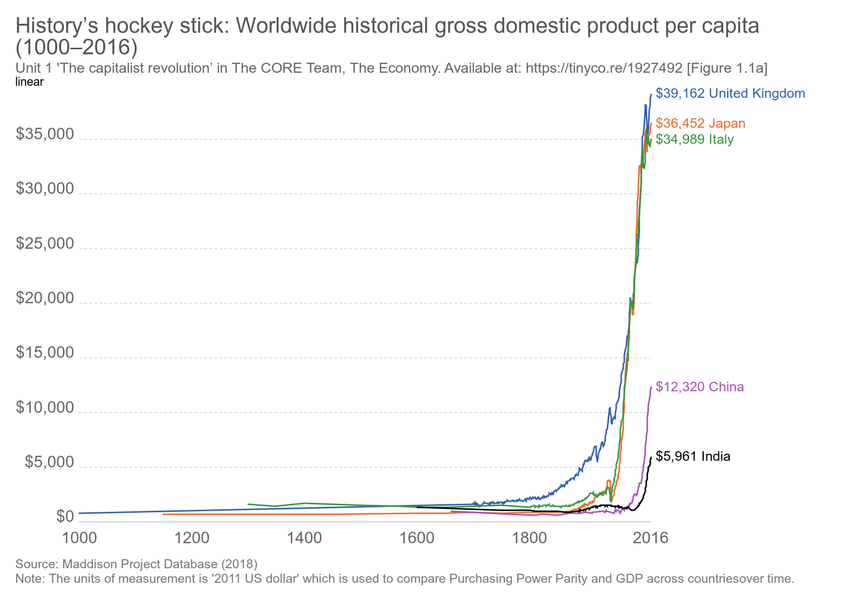 History’s hockey stick: Worldwide historical gross domestic product per capita
(1000–2016)
Unit 1 'The capitalist revolution’ in The CORE Team, The Economy. Available at: https://tinyco.re/1927492 [Figure 1.1a]
linear
$39,162 United Kingdom
$36,452 Japan
$34,989 Italy
$35,000
$30,000
$25,000
$20,000
$15,000
$12,320 China
$10,000
$5,961 India
$5,000
$0
1000 1200 1400 1600 1800 2016
Source: Maddison Project Database (2018)
Note: The units of measurement is '2011 US dollar' which is used to compare Purchasing Power Parity and GDP across countriesover time.